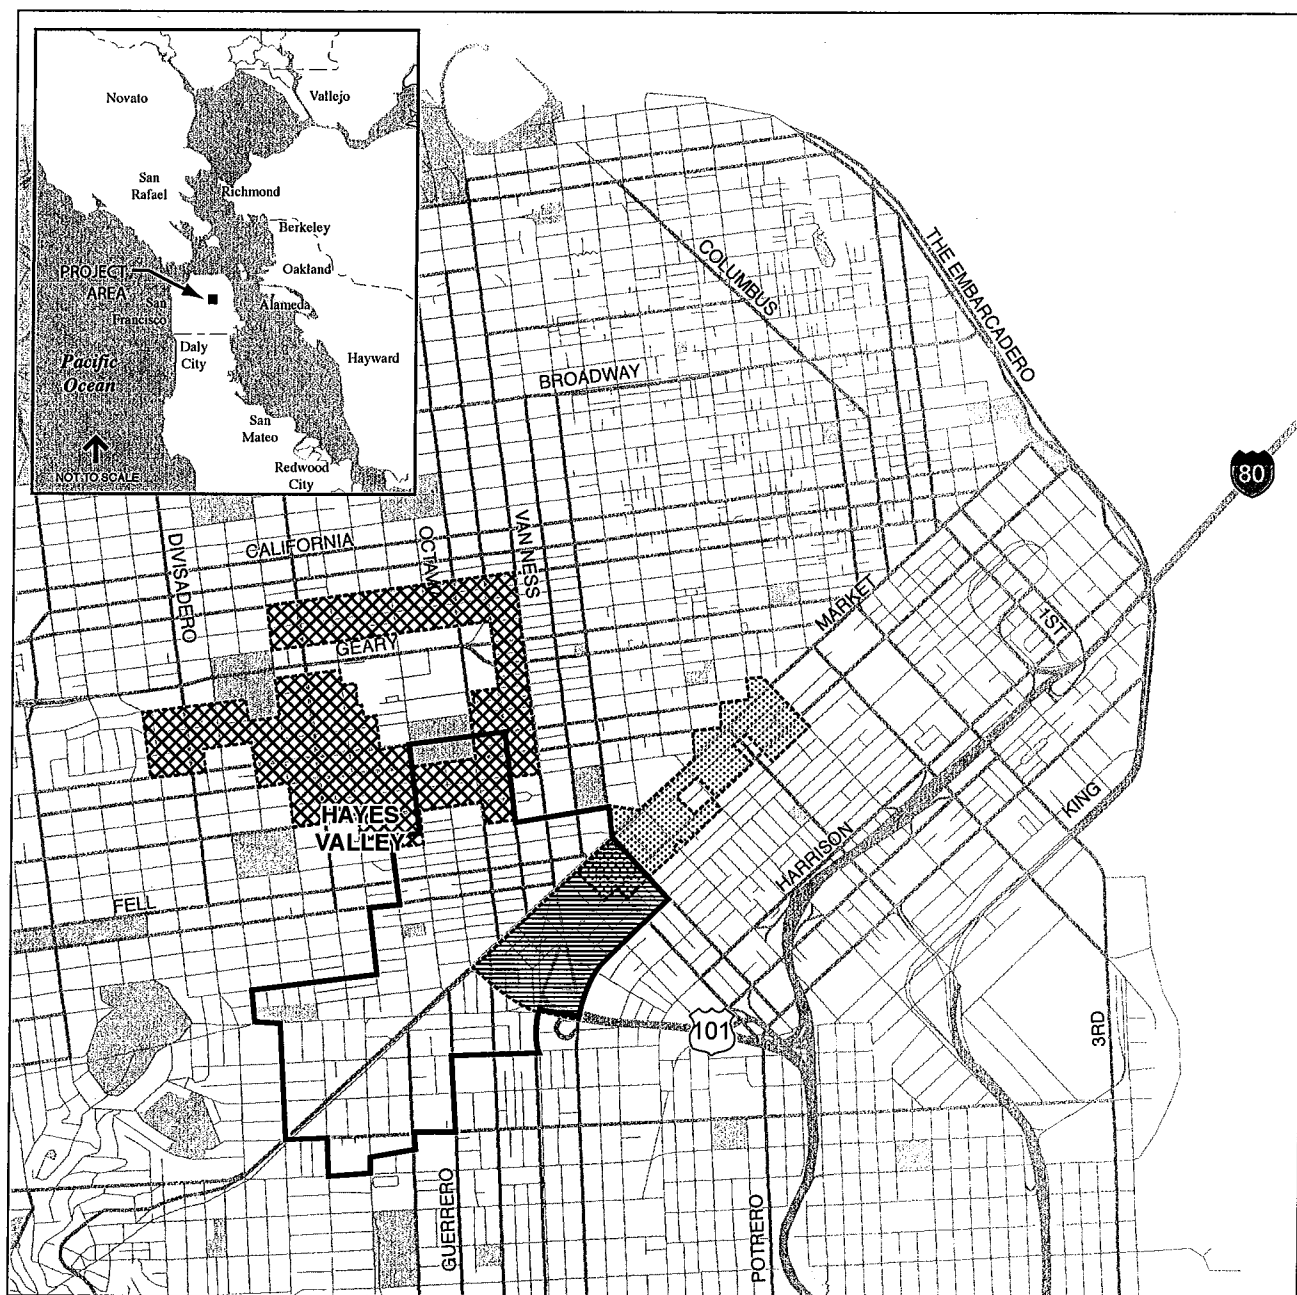 Novato
Vallejo
San
Rafael
Richmond
Berkeley
Oakland
PROJECT
AREA
San
Francisco
Alameda
Daly
City
Hayward
Pacific
Ocean
San
Mateo
Redwood
City
NOT TO SCALE
COLUMBUS
THE EMBARCADERO
BROADWAY
80
DIVISADERO
CALIFORNIA
OCTAVIA
VAN NESS
MARKET
1ST
GEARY
HAYES
VALLEY
KING
HARRISON
FELL
101
3RD
GUERRERO
POTRERO